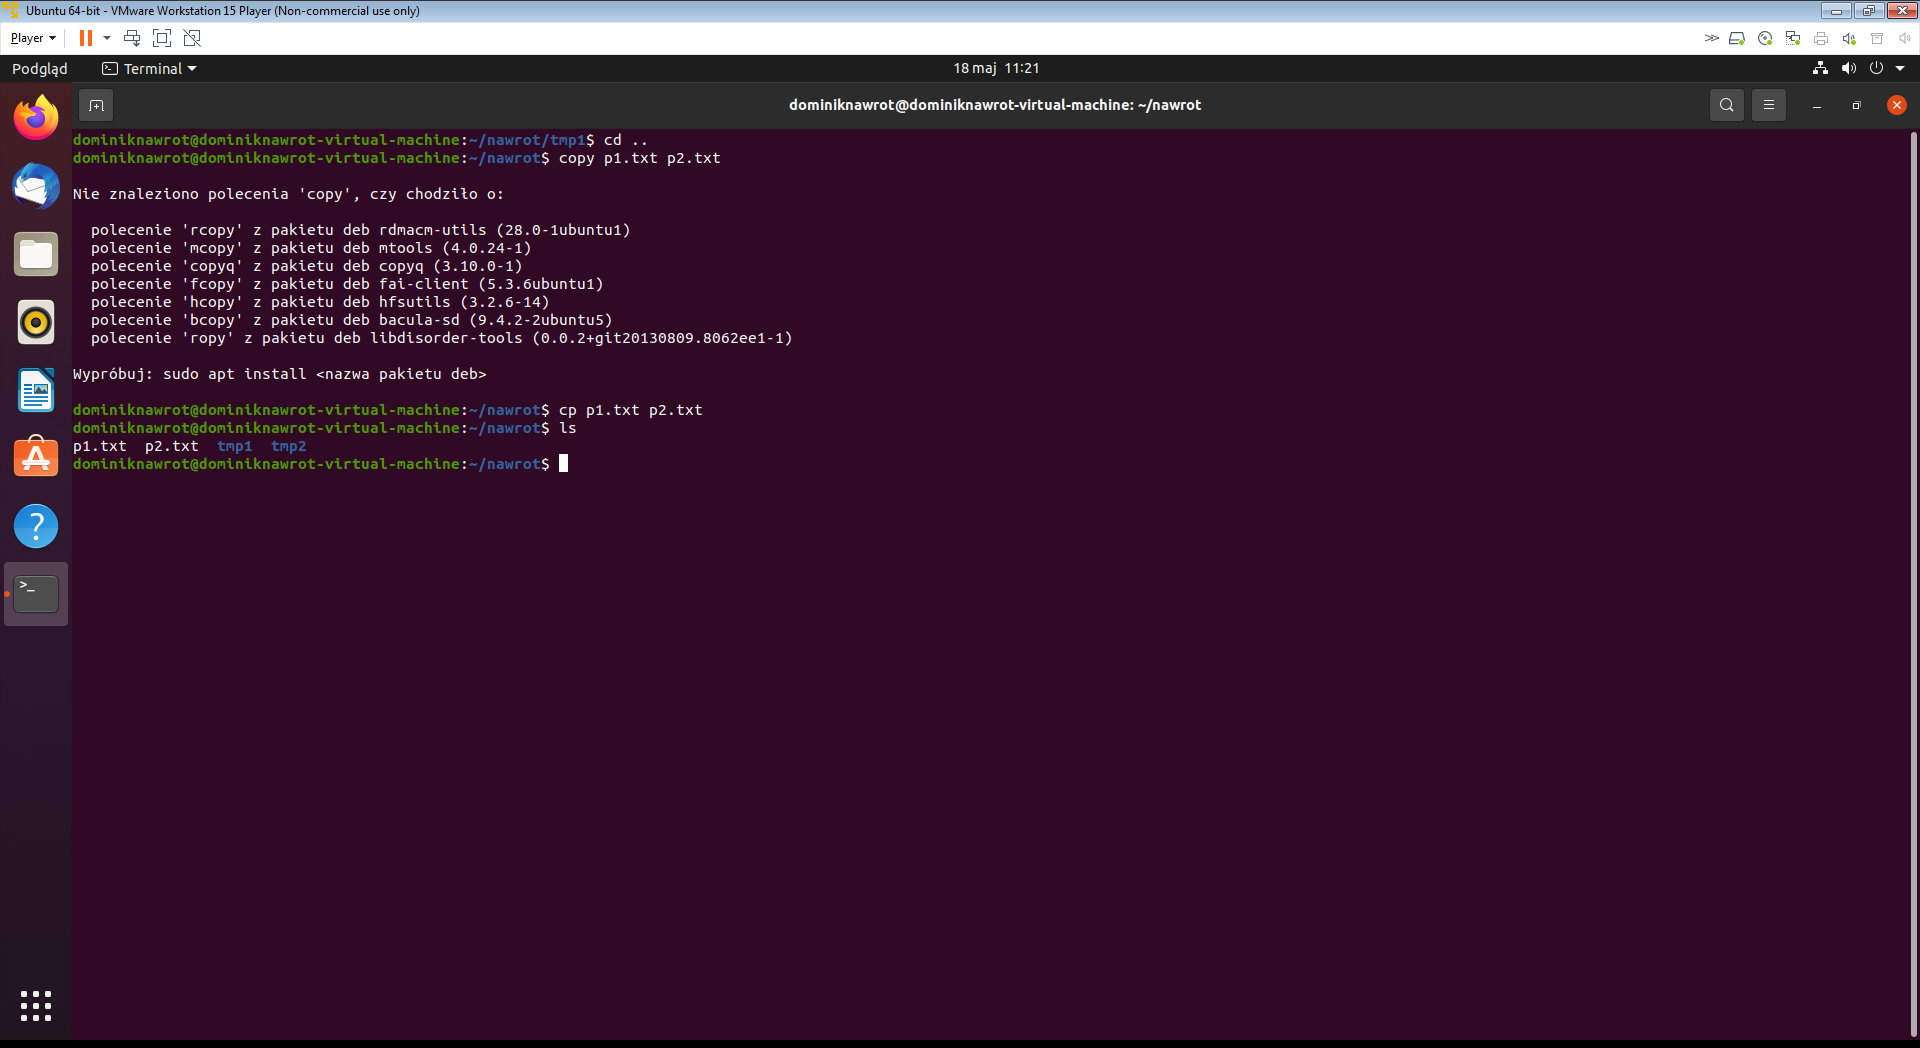 Ubuntu 64-bit - VMware Workstation 15 Player (Non-commercial use only)
Player
Podgląd Terminal 18 maj 11:21
dominiknawrot@dominiknawrot-virtual-machine: ~/nawrot
dominiknawrot@dominiknawrot-virtual-machine:~/nawrot/tmp1$ cd ..
dominiknawrot@dominiknawrot-virtual-machine:~/nawrot$ copy p1.txt p2.txt
Nie znaleziono polecenia 'copy', czy chodziło o:
polecenie 'rcopy' z pakietu deb rdmacm-utils (28.0-1ubuntu1)
polecenie 'mcopy' z pakietu deb mtools (4.0.24-1)
polecenie 'copyq' z pakietu deb copyq (3.10.0-1)
polecenie 'fcopy' z pakietu deb fai-client (5.3.6ubuntu1)
polecenie 'hcopy' z pakietu deb hfsutils (3.2.6-14)
polecenie 'bcopy' z pakietu deb bacula-sd (9.4.2-2ubuntu5)
polecenie 'ropy' z pakietu deb libdisorder-tools (0.0.2+git20130809.8062ee1-1)
Wypróbuj: sudo apt install <nazwa pakietu deb>
dominiknawrot@dominiknawrot-virtual-machine:~/nawrot$ cp p1.txt p2.txt
dominiknawrot@dominiknawrot-virtual-machine:~/nawrot$ ls
p1.txt p2.txt tmp1 tmp2
dominiknawrot@dominiknawrot-virtual-machine:~/nawrot$